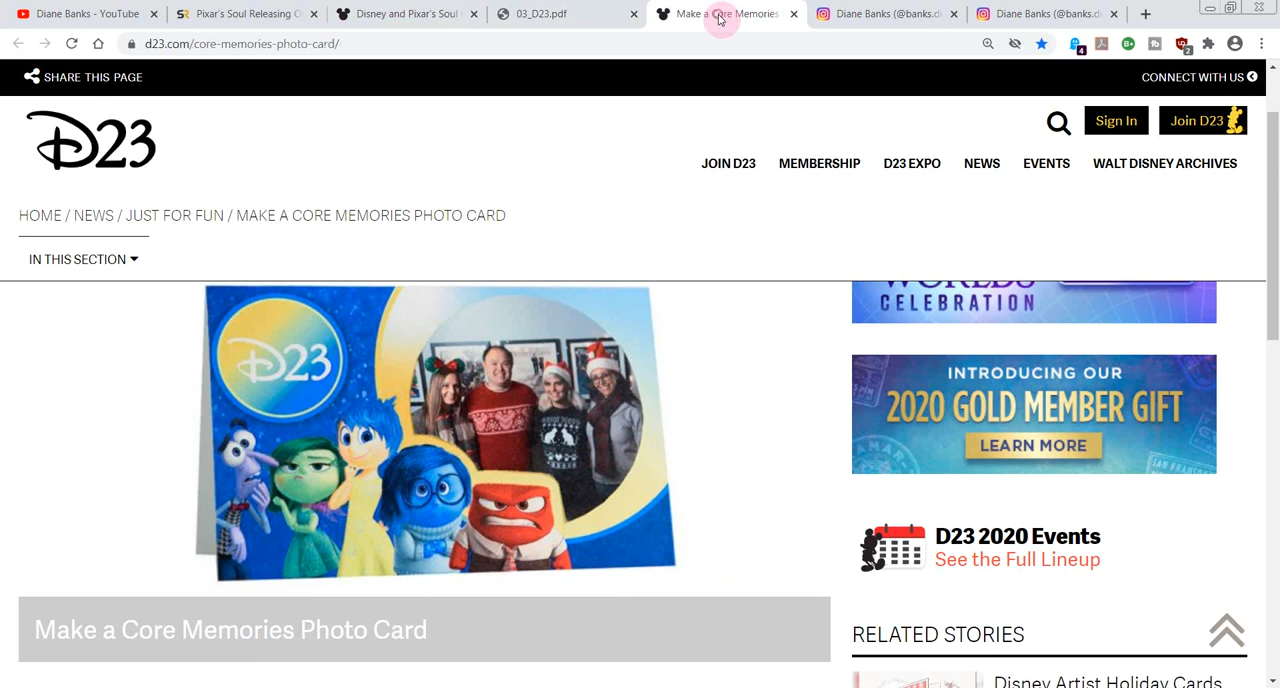 Diane Banks - YouTube
Pixar's Soul Releasing O
Disney and Pixar's Soul
03_D23.pdf
Make a Core Memories
Diane Banks (@banks.d
Diane Banks (@banks.d
d23.com/core-memories-photo-card/
4
2
SHARE THIS PAGE
CONNECT WITH US
D23
Sign In
Join D23
JOIN D23
MEMBERSHIP
D23 EXPO
NEWS
EVENTS
WALT DISNEY ARCHIVES
HOME / NEWS / JUST FOR FUN / MAKE A CORE MEMORIES PHOTO CARD
IN THIS SECTION
D23
Make a Core Memories Photo Card
CELEBRATION
INTRODUCING OUR
2020 GOLD MEMBER GIFT
LEARN MORE
D23 2020 Events
See the Full Lineup
RELATED STORIES
Disney Artist Holiday Cards